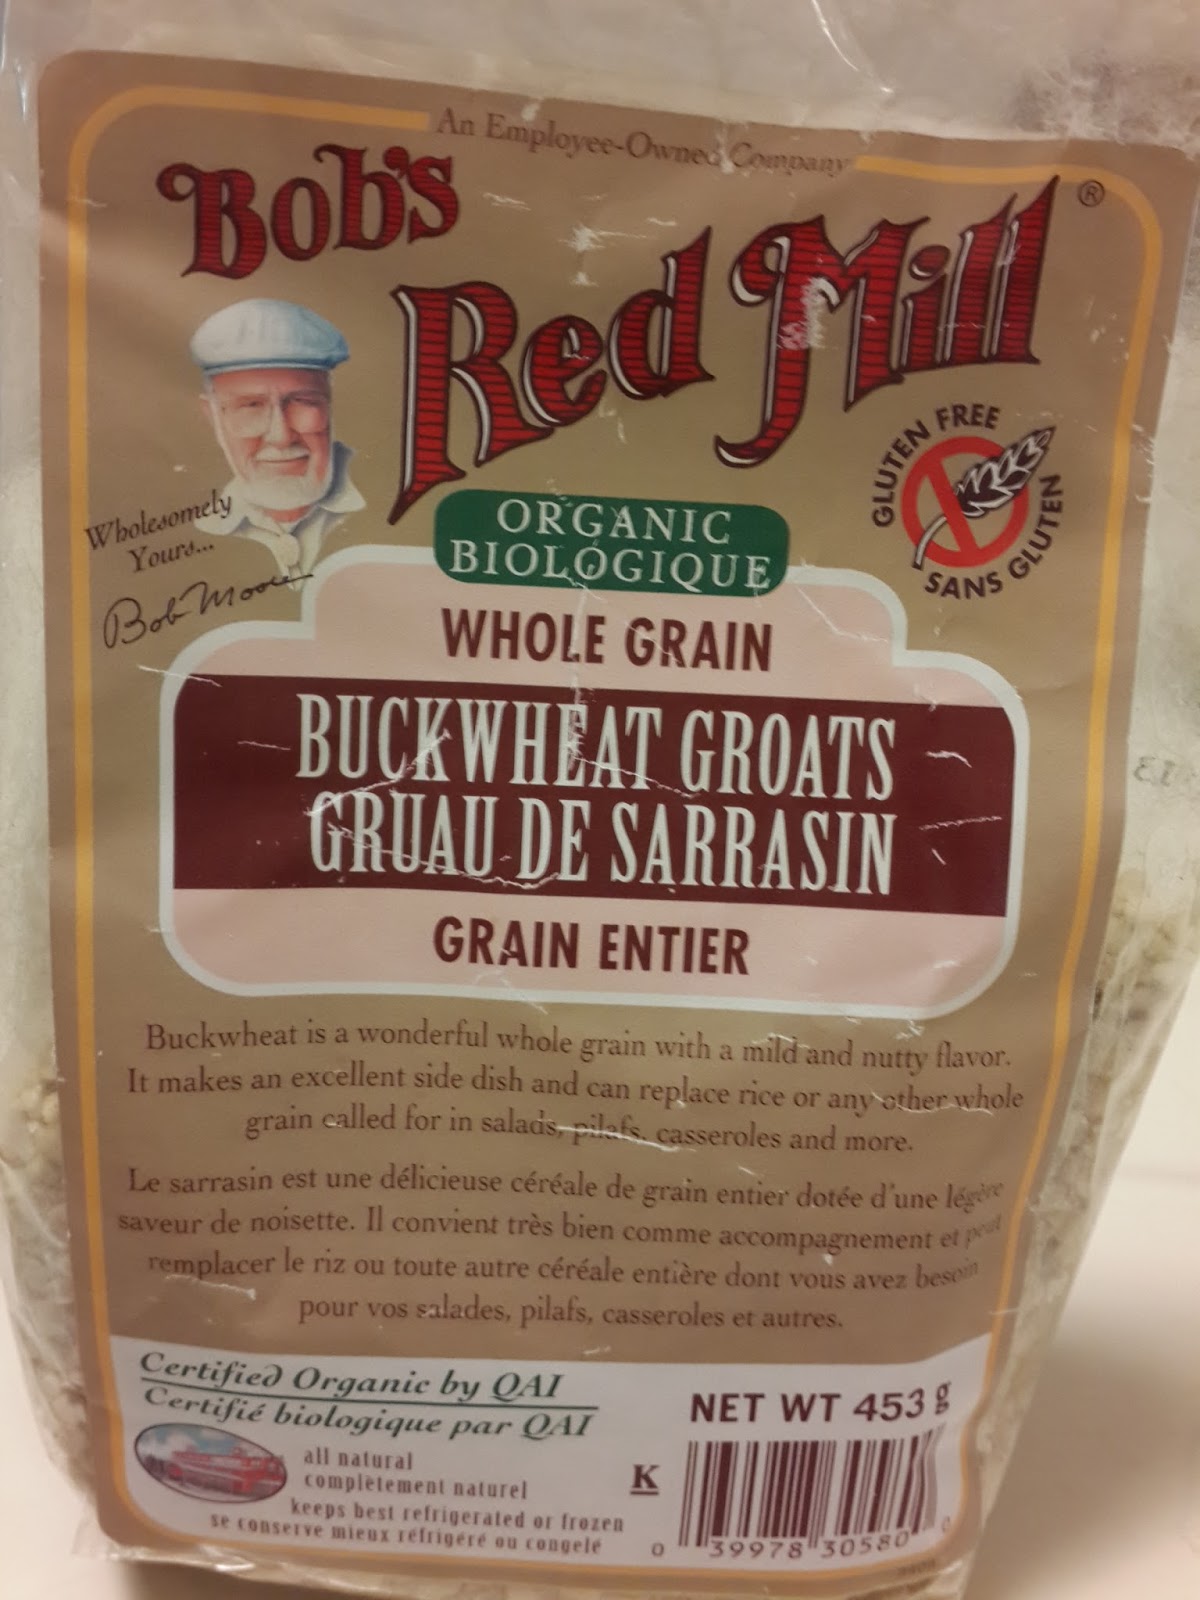 An Employee-Owned Company
Bob's
Red Mill®
GLUTEN FREE
SANS GLUTEN
Wholesomely
Yours...
Bob Moore
ORGANIC
BIOLOGIQUE
WHOLE GRAIN
BUCKWHEAT GROATS
GRUAU DE SARRASIN
GRAIN ENTIER
Buckwheat is a wonderful whole grain with a mild and nutty flavor.
It makes an excellent side dish and can replace rice or any other whole
grain called for in salads, pilafs, casseroles and more.
Le sarrasin est une délicieuse céréale de grain entier dotée d'une légère
saveur de noisette. Il convient très bien comme accompagnement et peut
remplacer le riz ou toute autre céréale entière dont vous avez besoin
pour vos salades, pilafs, casseroles et autres.
Certified Organic by QAI
Certifié biologique par QAI
all natural
complètement naturel
keeps best refrigerated or frozen
se conserve mieux réfrigéré ou congelé
K
NET WT 453 g
0 39978 30580 0